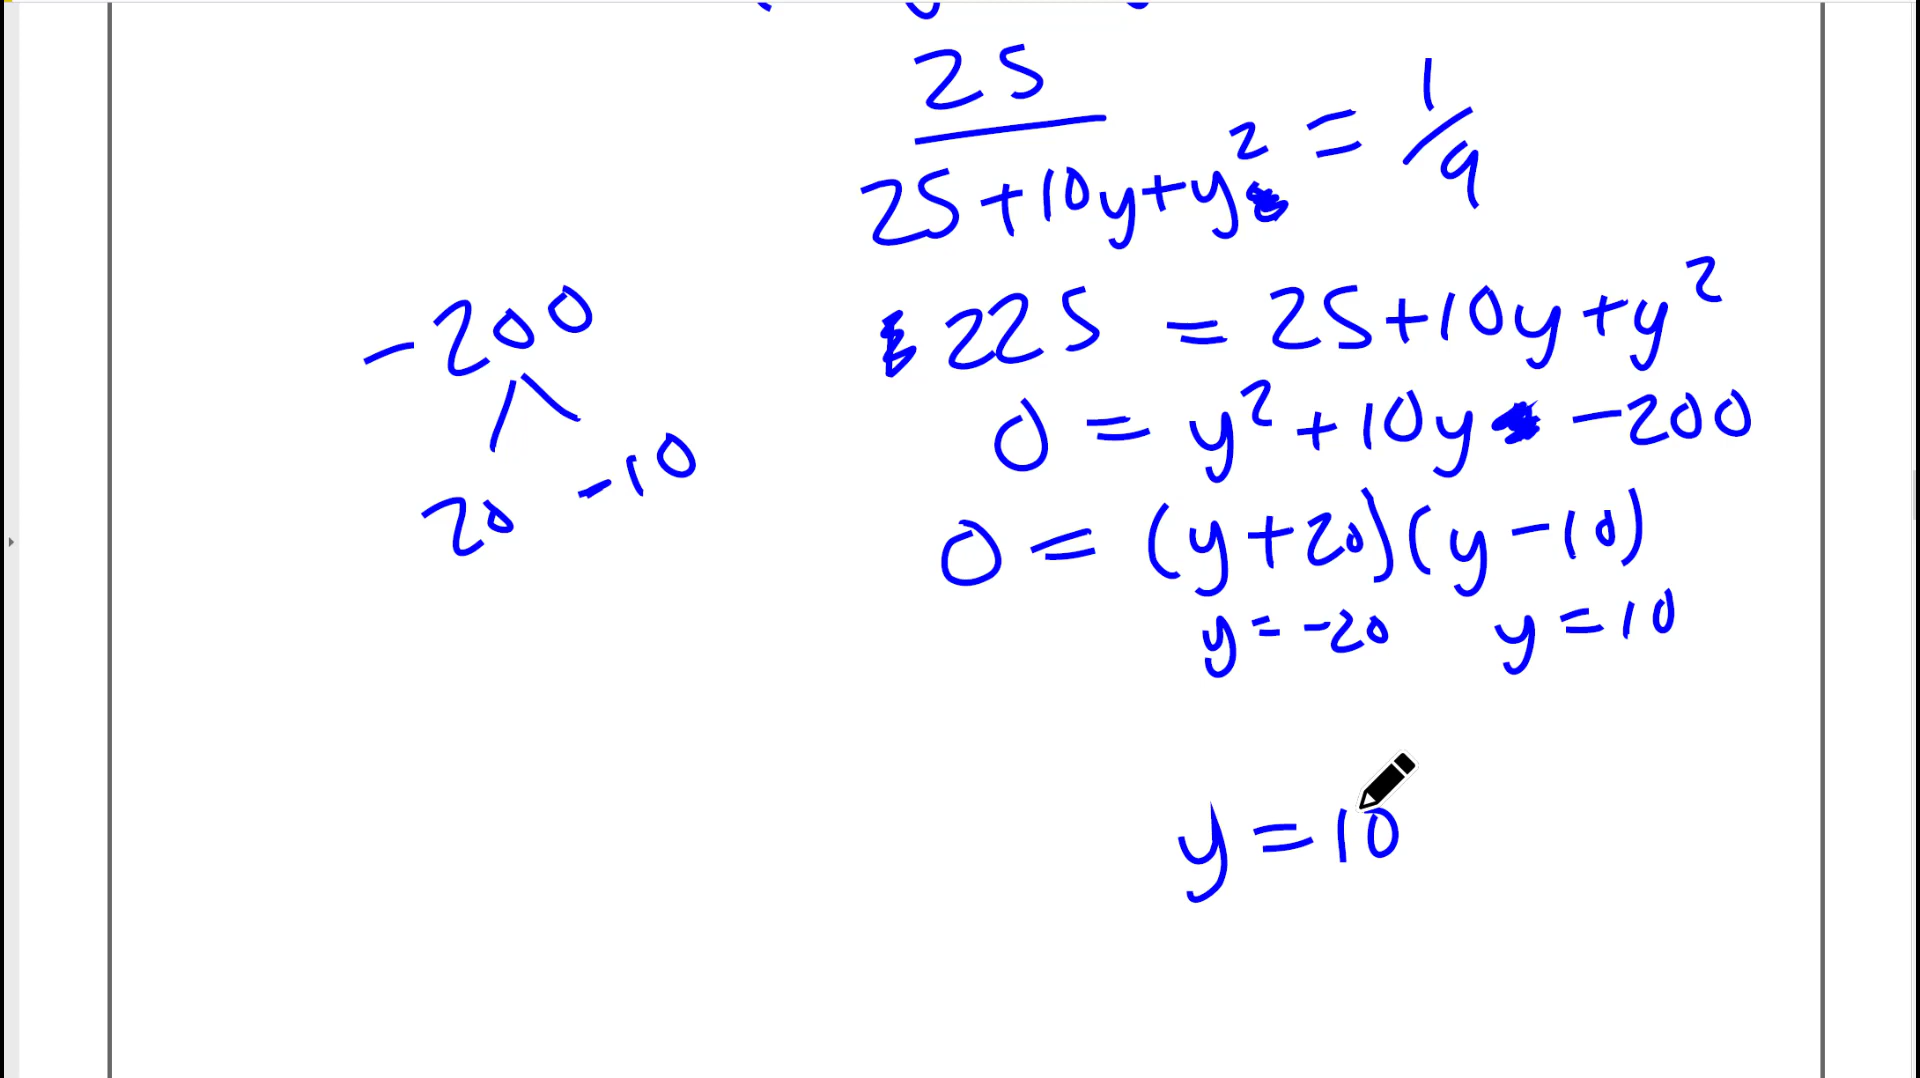 25
25+10y+y² = 1/9
225 = 25+10y+y²
0 = y²+10y -200
0 = (y+20)(y-10)
y=-20 y=10
y=10
-200
20 -10